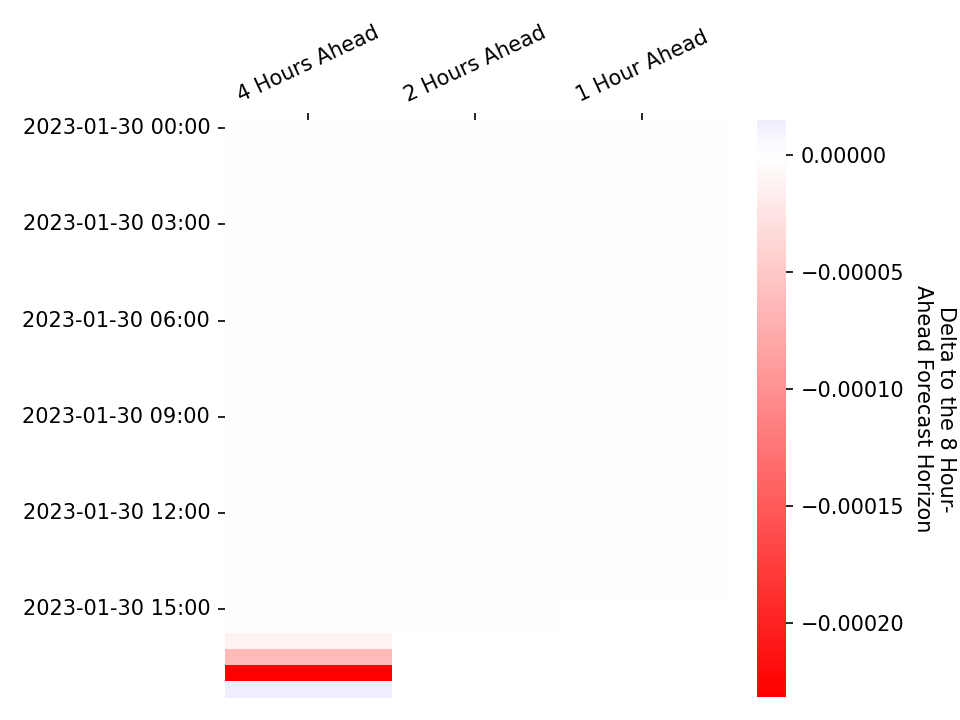 4 Hours Ahead
2 Hours Ahead
1 Hour Ahead
2023-01-30 00:00
2023-01-30 03:00
2023-01-30 06:00
2023-01-30 09:00
2023-01-30 12:00
2023-01-30 15:00
0.00000
−0.00005
−0.00010
−0.00015
−0.00020
Delta to the 8 Hour-
Ahead Forecast Horizon